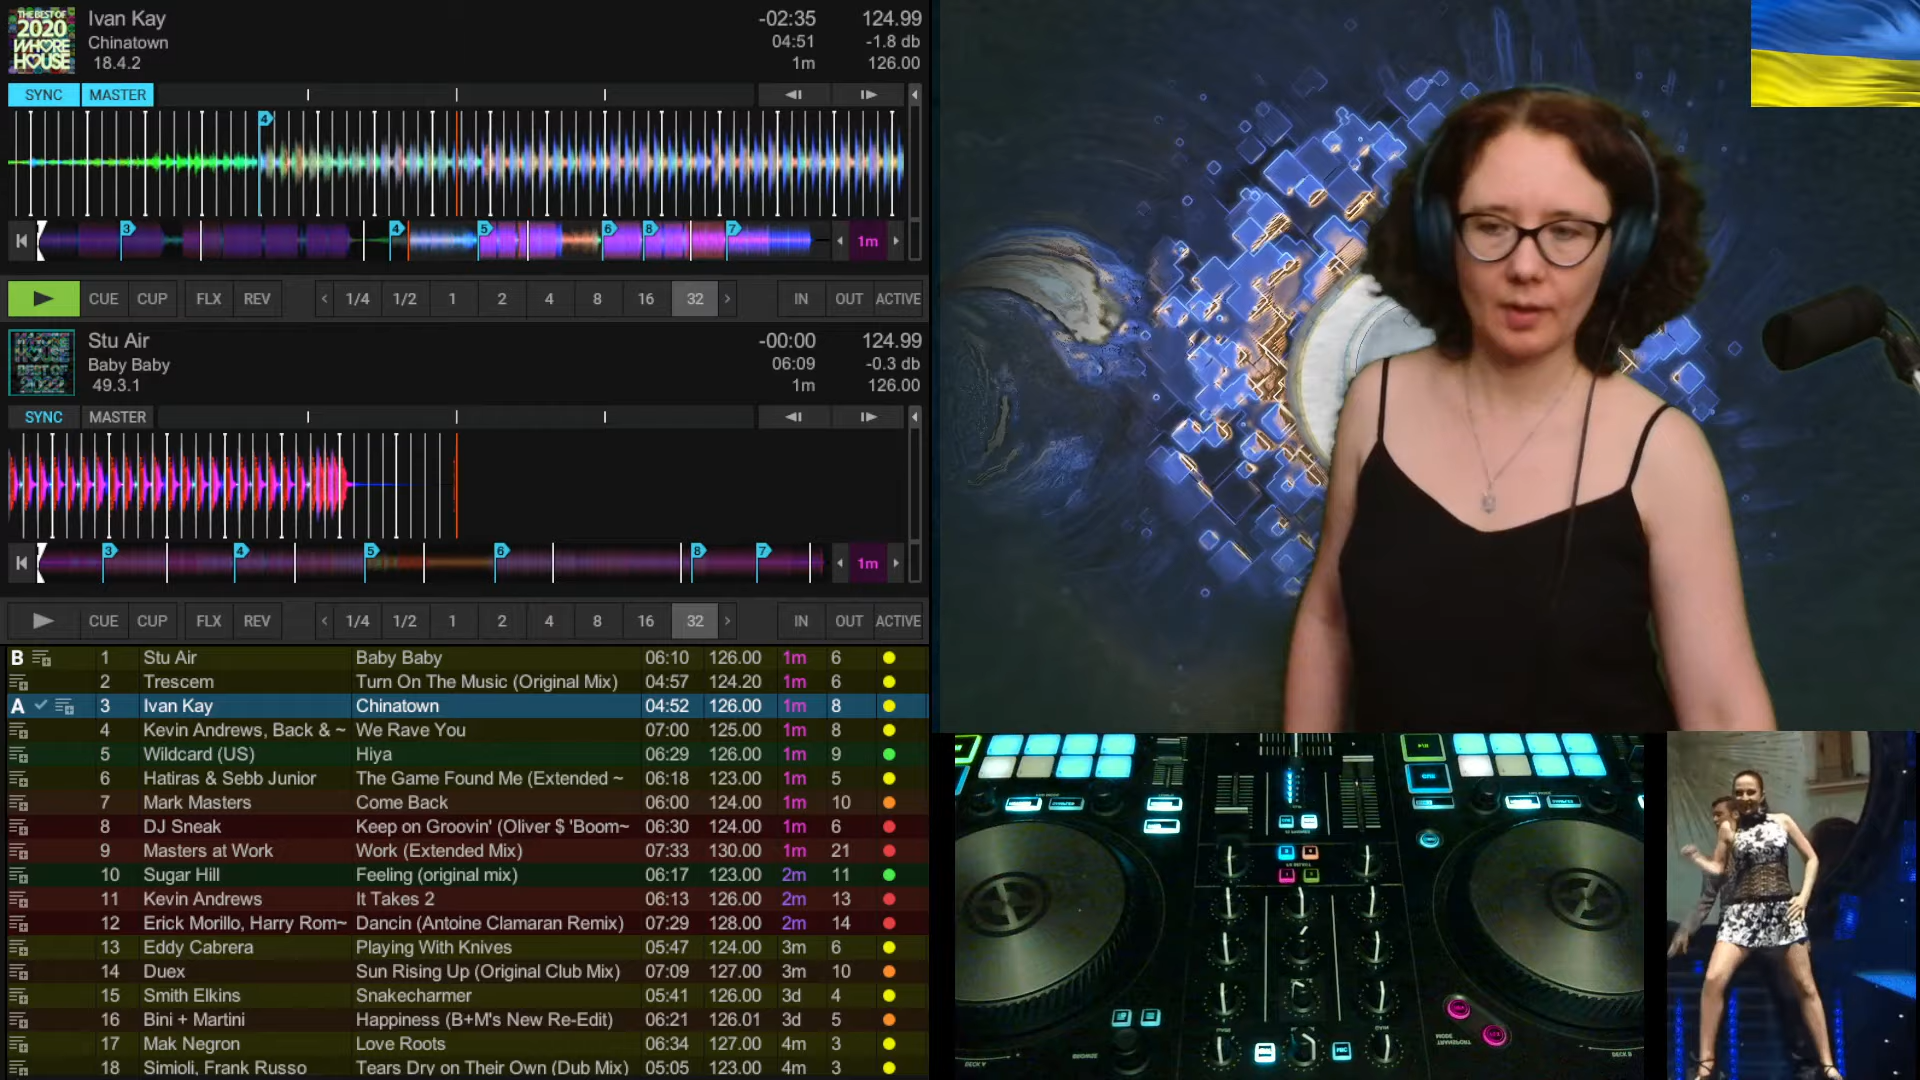 THE BEST OF
2020
WHORE
HOUSE
Ivan Kay
Chinatown
18.4.2
-02:35 124.99
04:51 -1.8 db
1m 126.00
SYNC MASTER
4
3 4 5 6 8 7
1m
CUE CUP FLX REV 1/4 1/2 1 2 4 8 16 32 IN OUT ACTIVE
HOUSE
BEST OF
Stu Air
Baby Baby
49.3.1
-00:00 124.99
06:09 -0.3 db
1m 126.00
SYNC MASTER
3 4 5 6 8 7
1m
CUE CUP FLX REV 1/4 1/2 1 2 4 8 16 32 IN OUT ACTIVE
B 1 Stu Air Baby Baby 06:10 126.00 1m 6
2 Trescem Turn On The Music (Original Mix) 04:57 124.20 1m 6
A 3 Ivan Kay Chinatown 04:52 126.00 1m 8
4 Kevin Andrews, Back & ~ We Rave You 07:00 125.00 1m 8
5 Wildcard (US) Hiya 06:29 126.00 1m 9
6 Hatiras & Sebb Junior The Game Found Me (Extended ~ 06:18 123.00 1m 5
7 Mark Masters Come Back 06:00 124.00 1m 10
8 DJ Sneak Keep on Groovin' (Oliver $ 'Boom~ 06:30 124.00 1m 6
9 Masters at Work Work (Extended Mix) 07:33 130.00 1m 21
10 Sugar Hill Feeling (original mix) 06:17 123.00 2m 11
11 Kevin Andrews It Takes 2 06:13 126.00 2m 13
12 Erick Morillo, Harry Rom~ Dancin (Antoine Clamaran Remix) 07:29 128.00 2m 14
13 Eddy Cabrera Playing With Knives 05:47 124.00 3m 6
14 Duex Sun Rising Up (Original Club Mix) 07:09 127.00 3m 10
15 Smith Elkins Snakecharmer 05:41 126.00 3d 4
16 Bini + Martini Happiness (B+M's New Re-Edit) 06:21 126.01 3d 5
17 Mak Negron Love Roots 06:34 127.00 4m 3
18 Simioli, Frank Russo Tears Dry on Their Own (Dub Mix) 05:05 123.00 4m 3